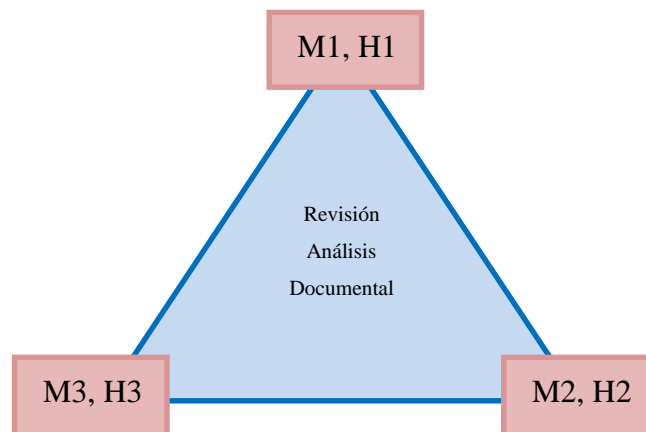 M1, H1
Revisión
Análisis
Documental
M3, H3
M2, H2